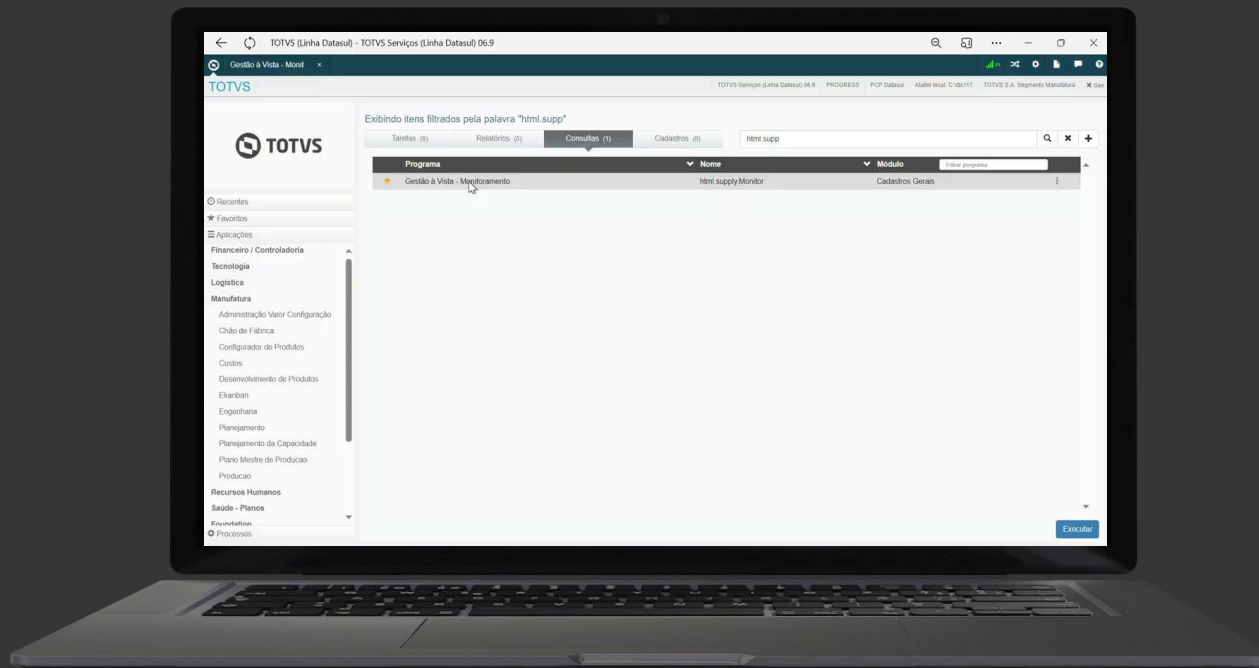 TOTVS (Linha Datasul) - TOTVS Serviços (Linha Datasul) 06.9
Gestão à Vista - Monit ×
TOTVS
TOTVS Serviços (Linha Datasul) 06.9 PROGRESS PCF Datasul TOTVS S.A. Segmento Manufatura
Exibindo itens filtrados pela palavra "html.supp"
Tarefas (0) Relatórios (0) Consultas (1) Cadastros (0) html.supp
TOTVS
Programa Nome Módulo Filtrar programa
Gestão à Vista - Monitoramento html.supply.Monitor Cadastros Gerais
Recentes
Favoritos
Aplicações
Financeiro / Controladoria
Tecnologia
Logística
Manufatura
Administração Valor Configuração
Chão de Fábrica
Configurador de Produtos
Custos
Desenvolvimento de Produtos
Ekanban
Engenharia
Planejamento
Planejamento da Capacidade
Plano Mestre de Producao
Producao
Recursos Humanos
Saúde - Planos
Foundation
Processos
Executar